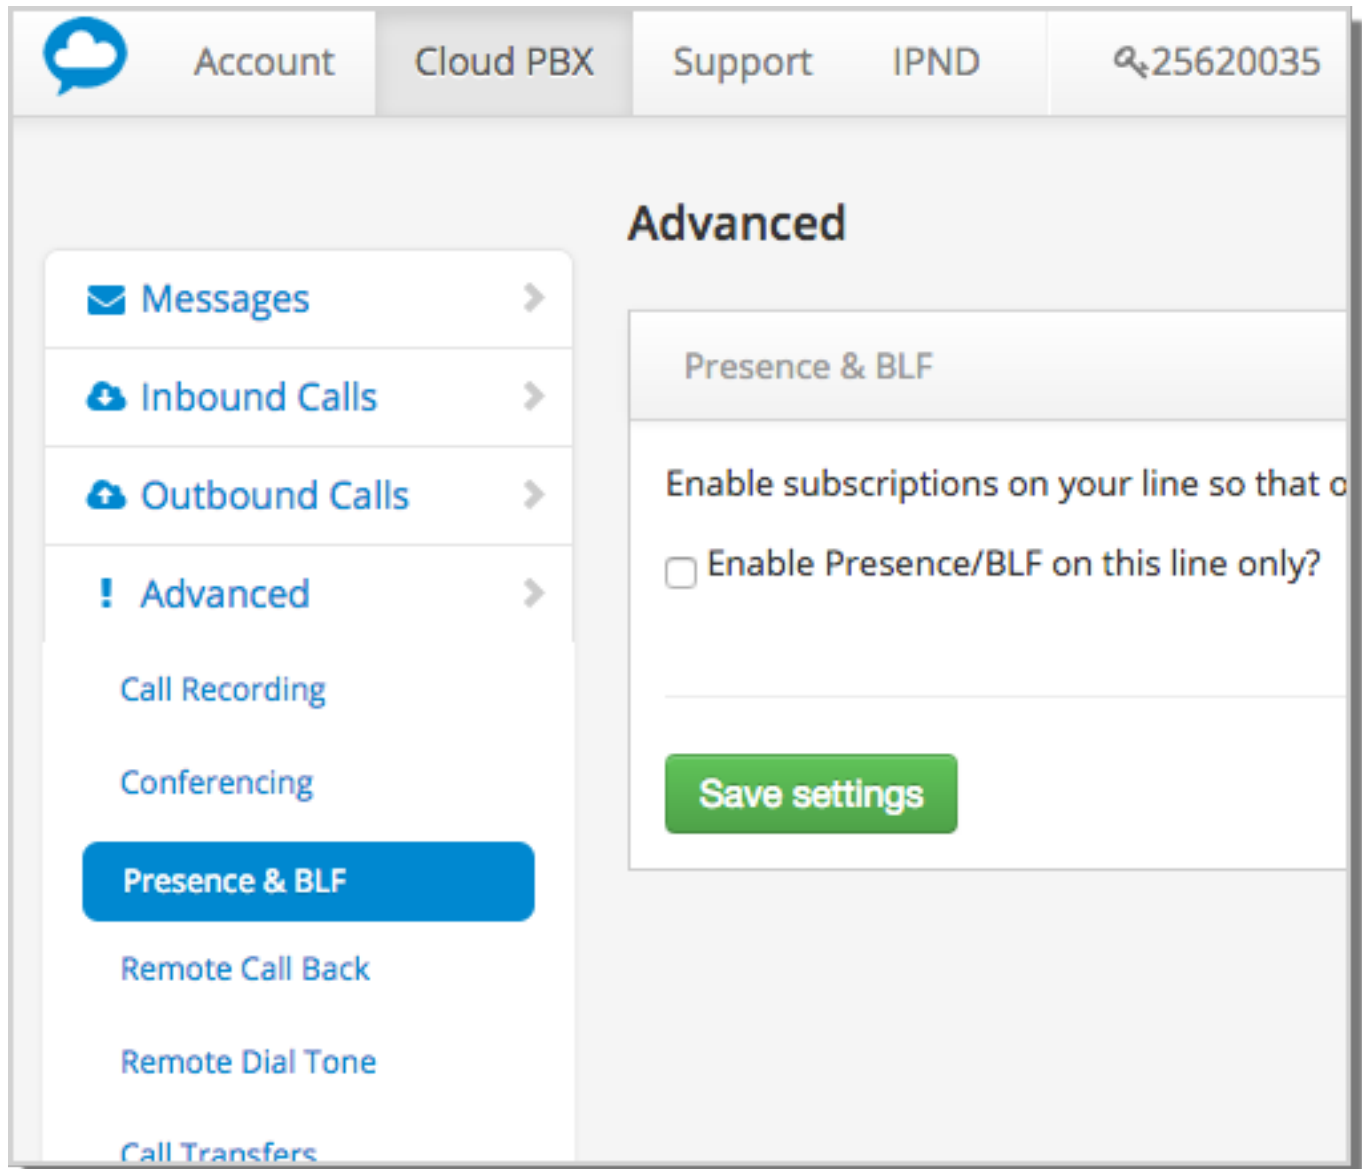 Account Cloud PBX Support IPND 25620035
Messages
Inbound Calls
Outbound Calls
Advanced
Call Recording
Conferencing
Presence & BLF
Remote Call Back
Remote Dial Tone
Call Transfers
Advanced
Presence & BLF
Enable subscriptions on your line so that
Enable Presence/BLF on this line only?
Save settings